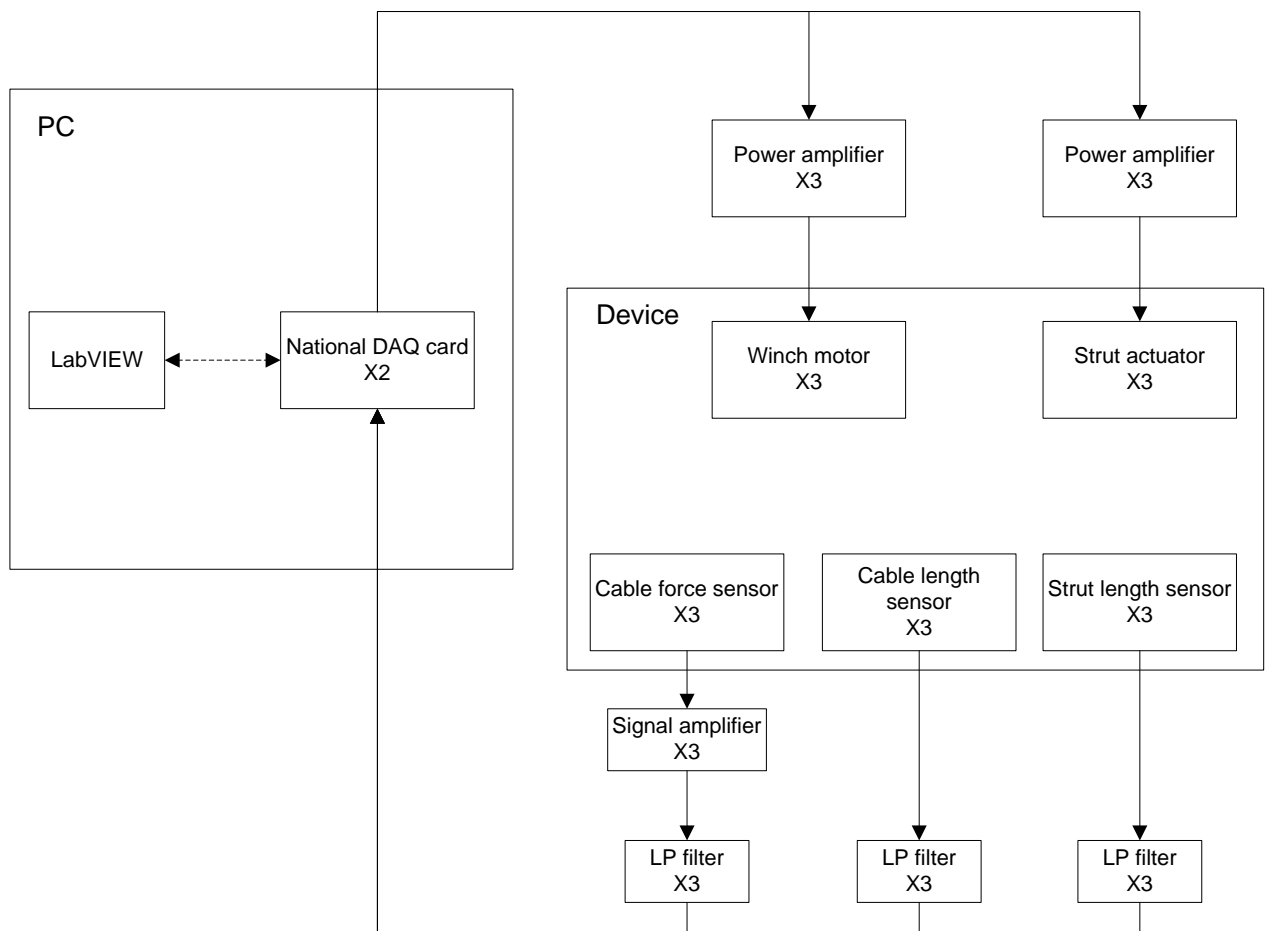 PC
Power amplifier
X3
Power amplifier
X3
Device
LabVIEW
National DAQ card
X2
Winch motor
X3
Strut actuator
X3
Cable force sensor
X3
Cable length
sensor
X3
Strut length sensor
X3
Signal amplifier
X3
LP filter
X3
LP filter
X3
LP filter
X3